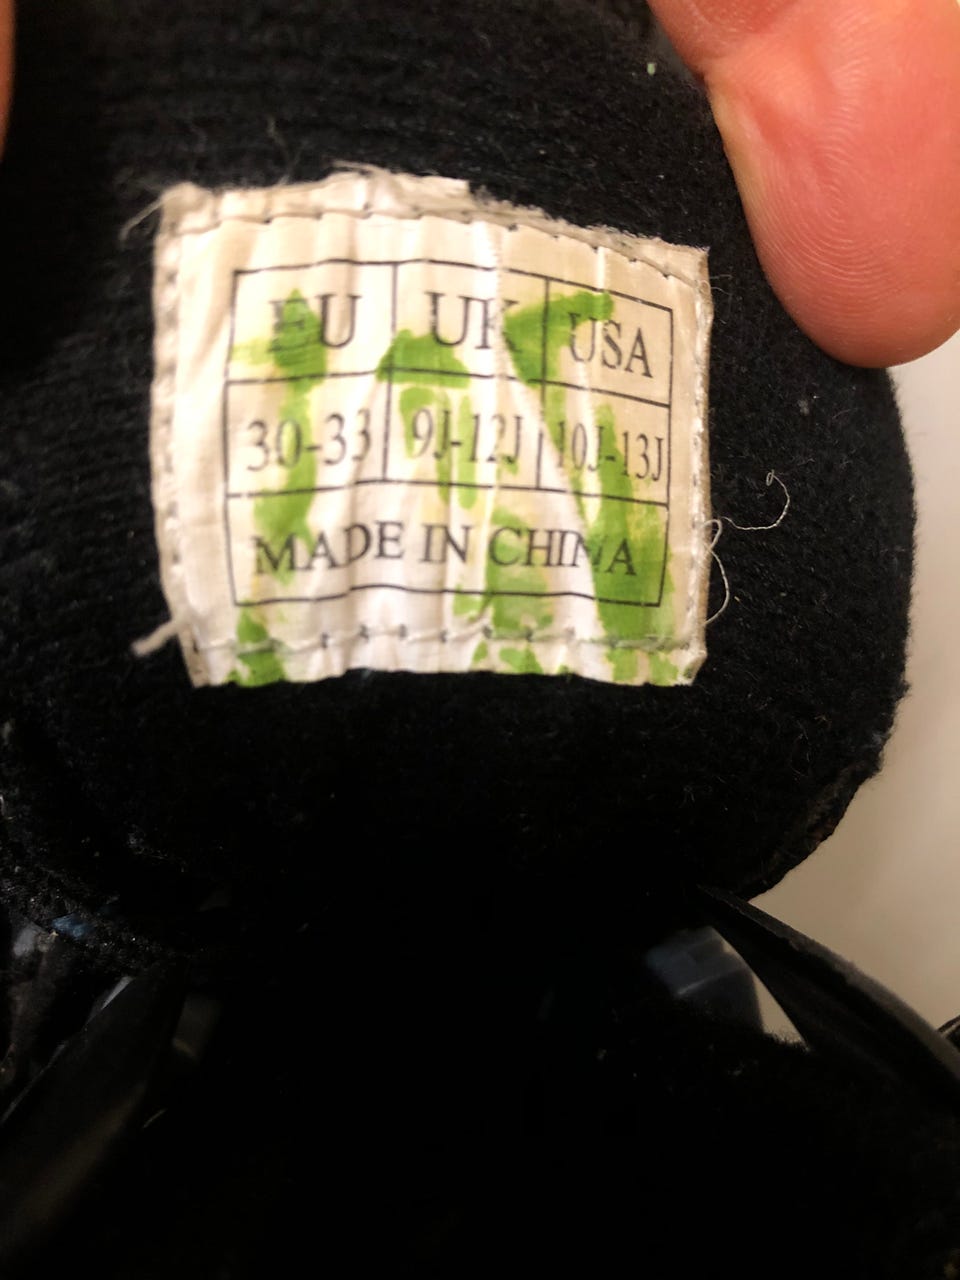 EU UK USA
30-33 9J-12J 10J-13J
MADE IN CHINA